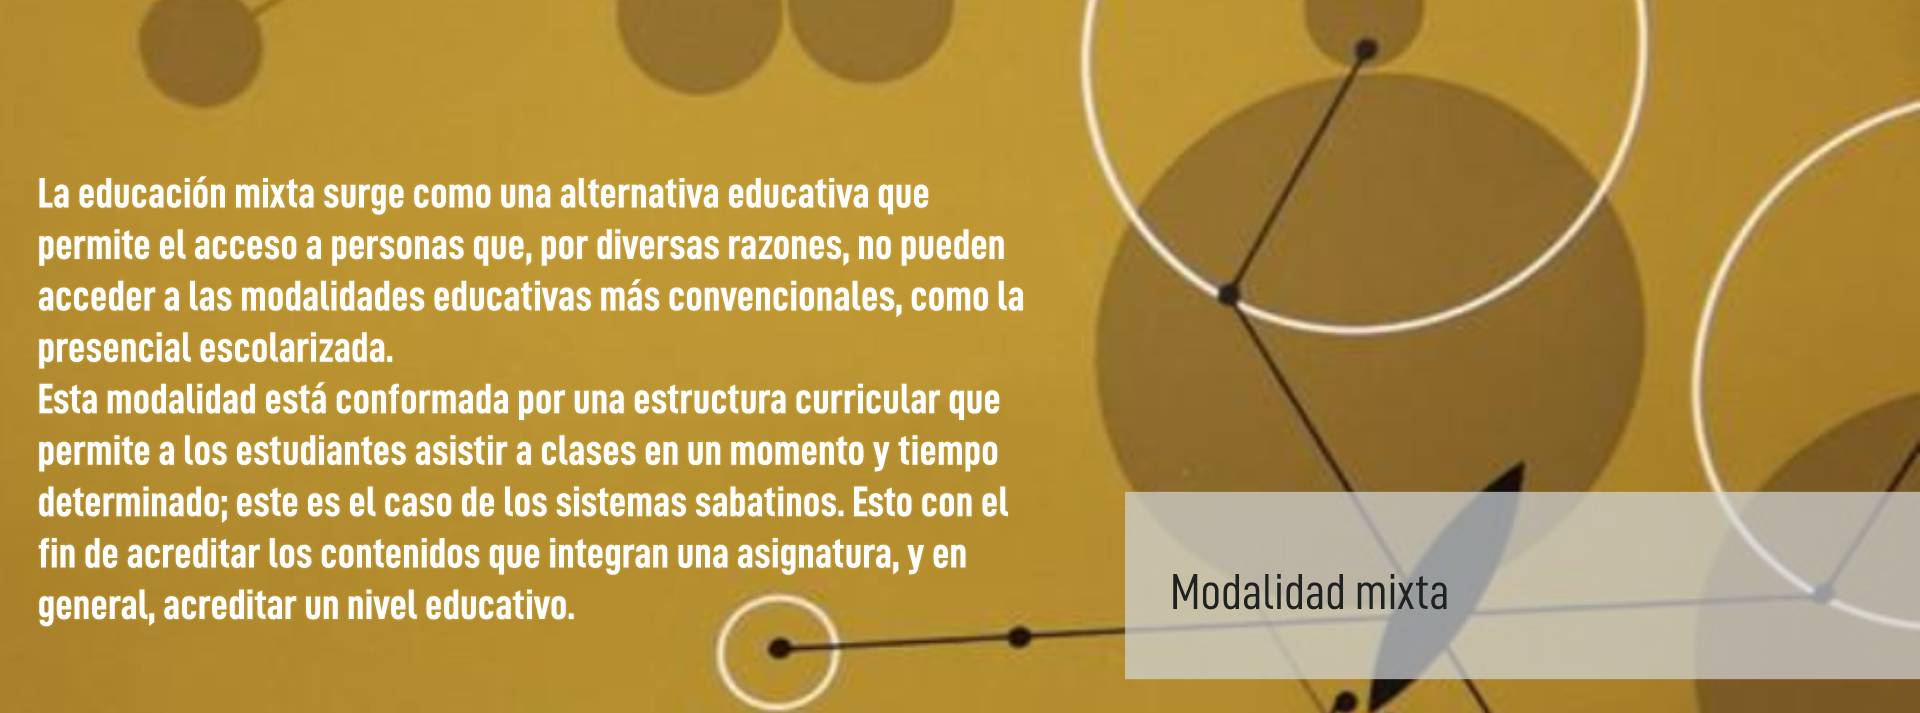 La educación mixta surge como una alternativa educativa que
permite el acceso a personas que, por diversas razones, no pueden
acceder a las modalidades educativas más convencionales, como la
presencial escolarizada.
Esta modalidad está conformada por una estructura curricular que
permite a los estudiantes asistir a clases en un momento y tiempo
determinado; este es el caso de los sistemas sabatinos. Esto con el
fin de acreditar los contenidos que integran una asignatura, y en
general, acreditar un nivel educativo.
Modalidad mixta